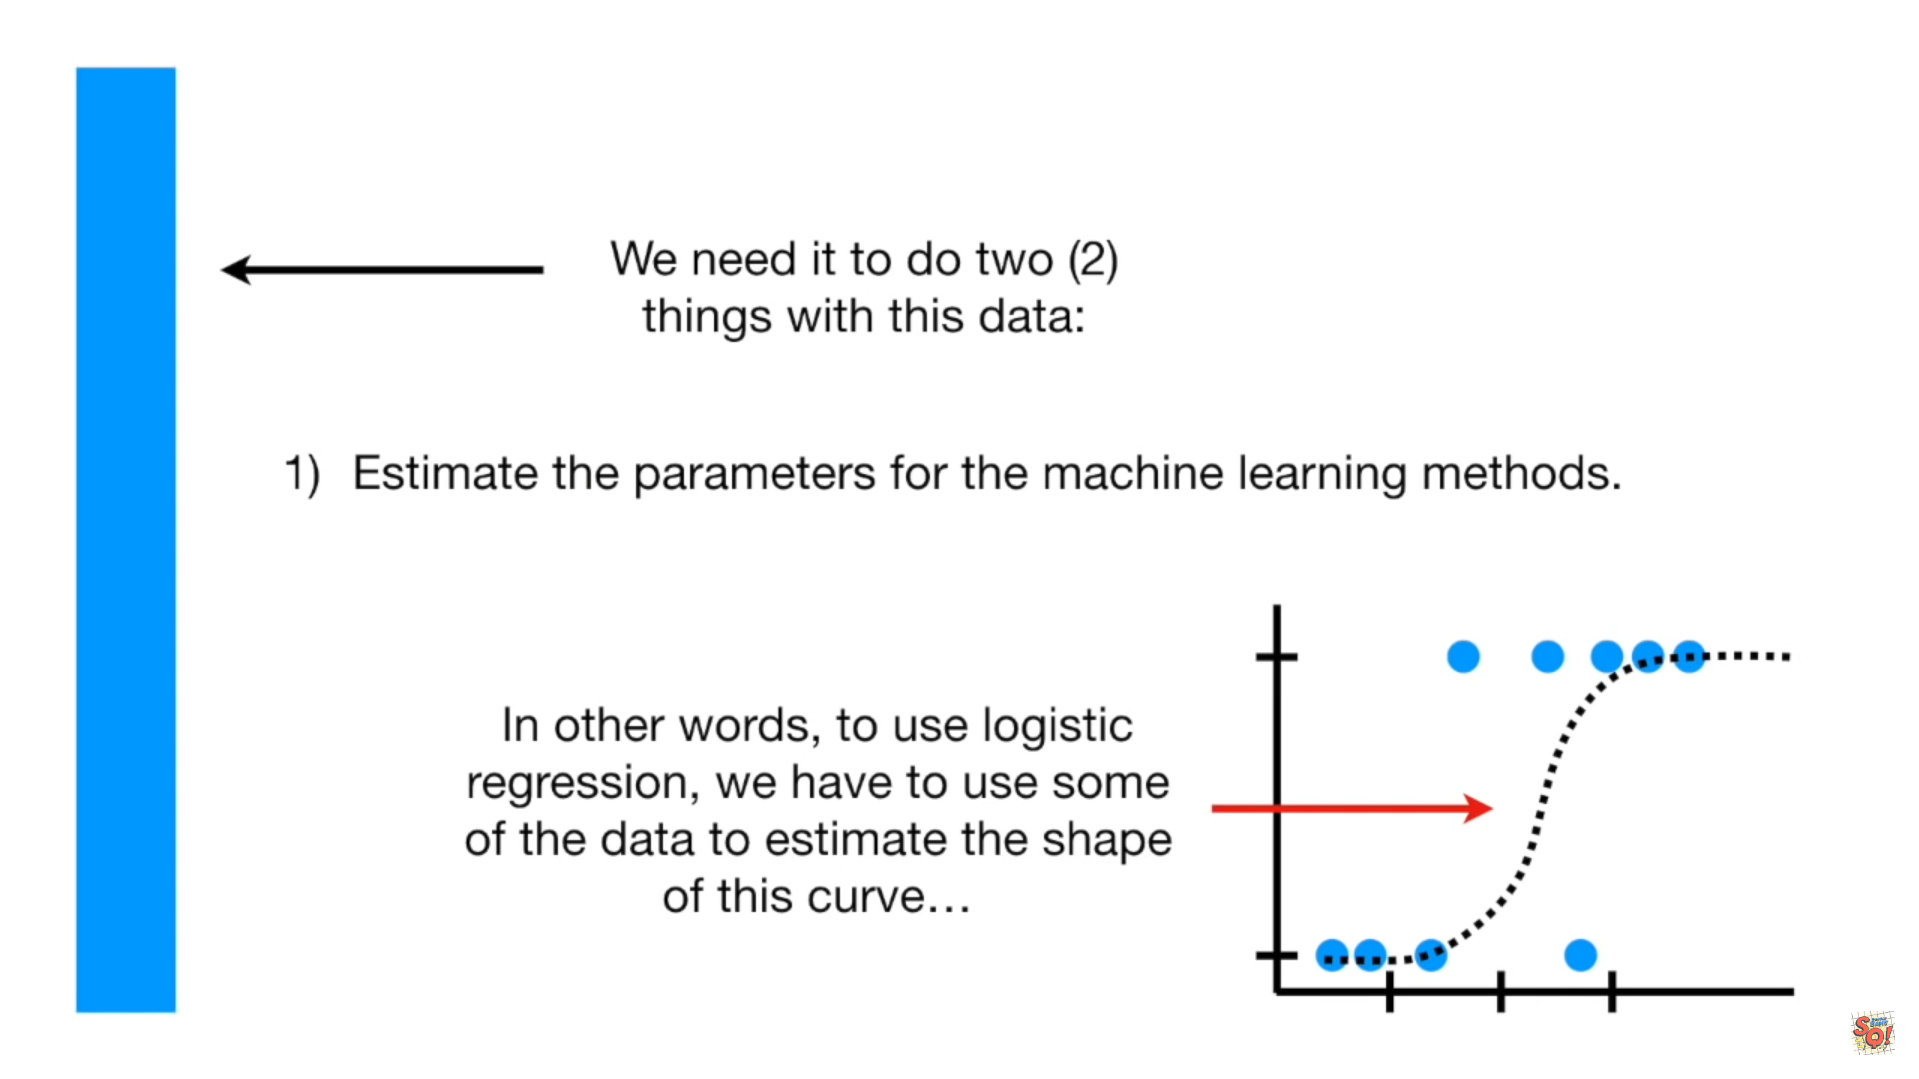 We need it to do two (2)
things with this data:
1) Estimate the parameters for the machine learning methods.
In other words, to use logistic
regression, we have to use some
of the data to estimate the shape
of this curve…
SQ!